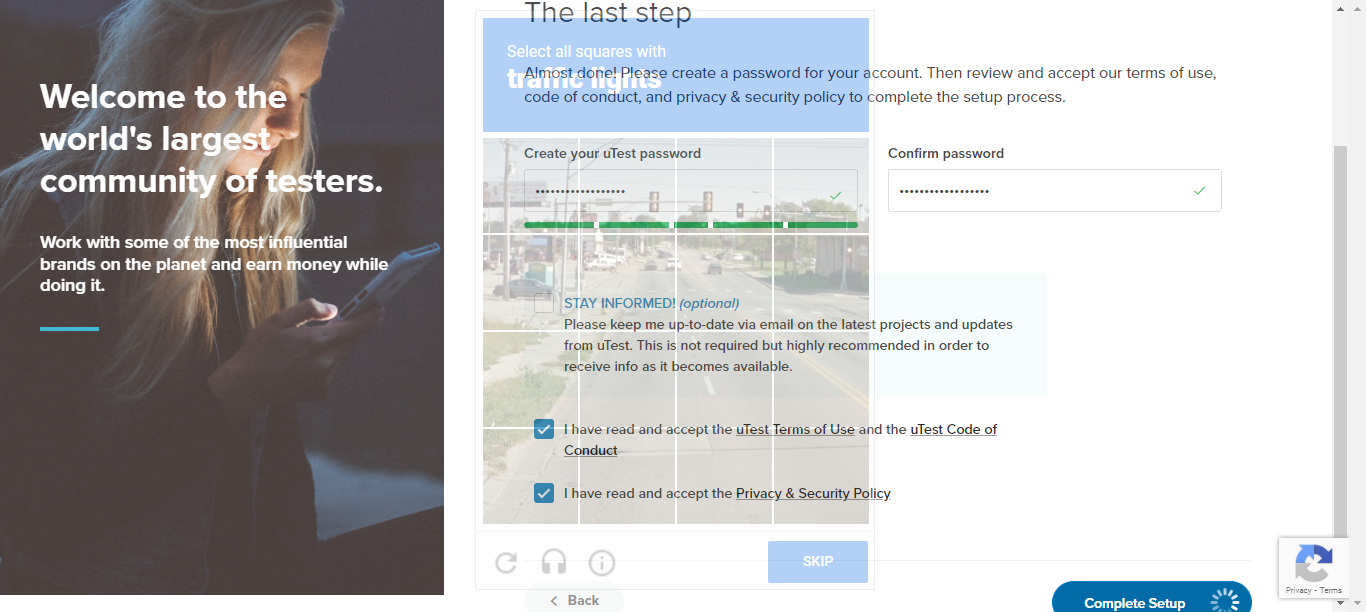 Welcome to the
world's largest
community of testers.
Work with some of the most influential
brands on the planet and earn money while
doing it.
The last step
Select all squares with
traffic lights
Almost done! Please create a password for your account. Then review and accept our terms of use,
code of conduct, and privacy & security policy to complete the setup process.
Create your uTest password
Confirm password
••••••••••••••••••
••••••••••••••••••
STAY INFORMED! (optional)
Please keep me up-to-date via email on the latest projects and updates
from uTest. This is not required but highly recommended in order to
receive info as it becomes available.
I have read and accept the uTest Terms of Use and the uTest Code of
Conduct
I have read and accept the Privacy & Security Policy
SKIP
Back
Complete Setup
Privacy - Terms